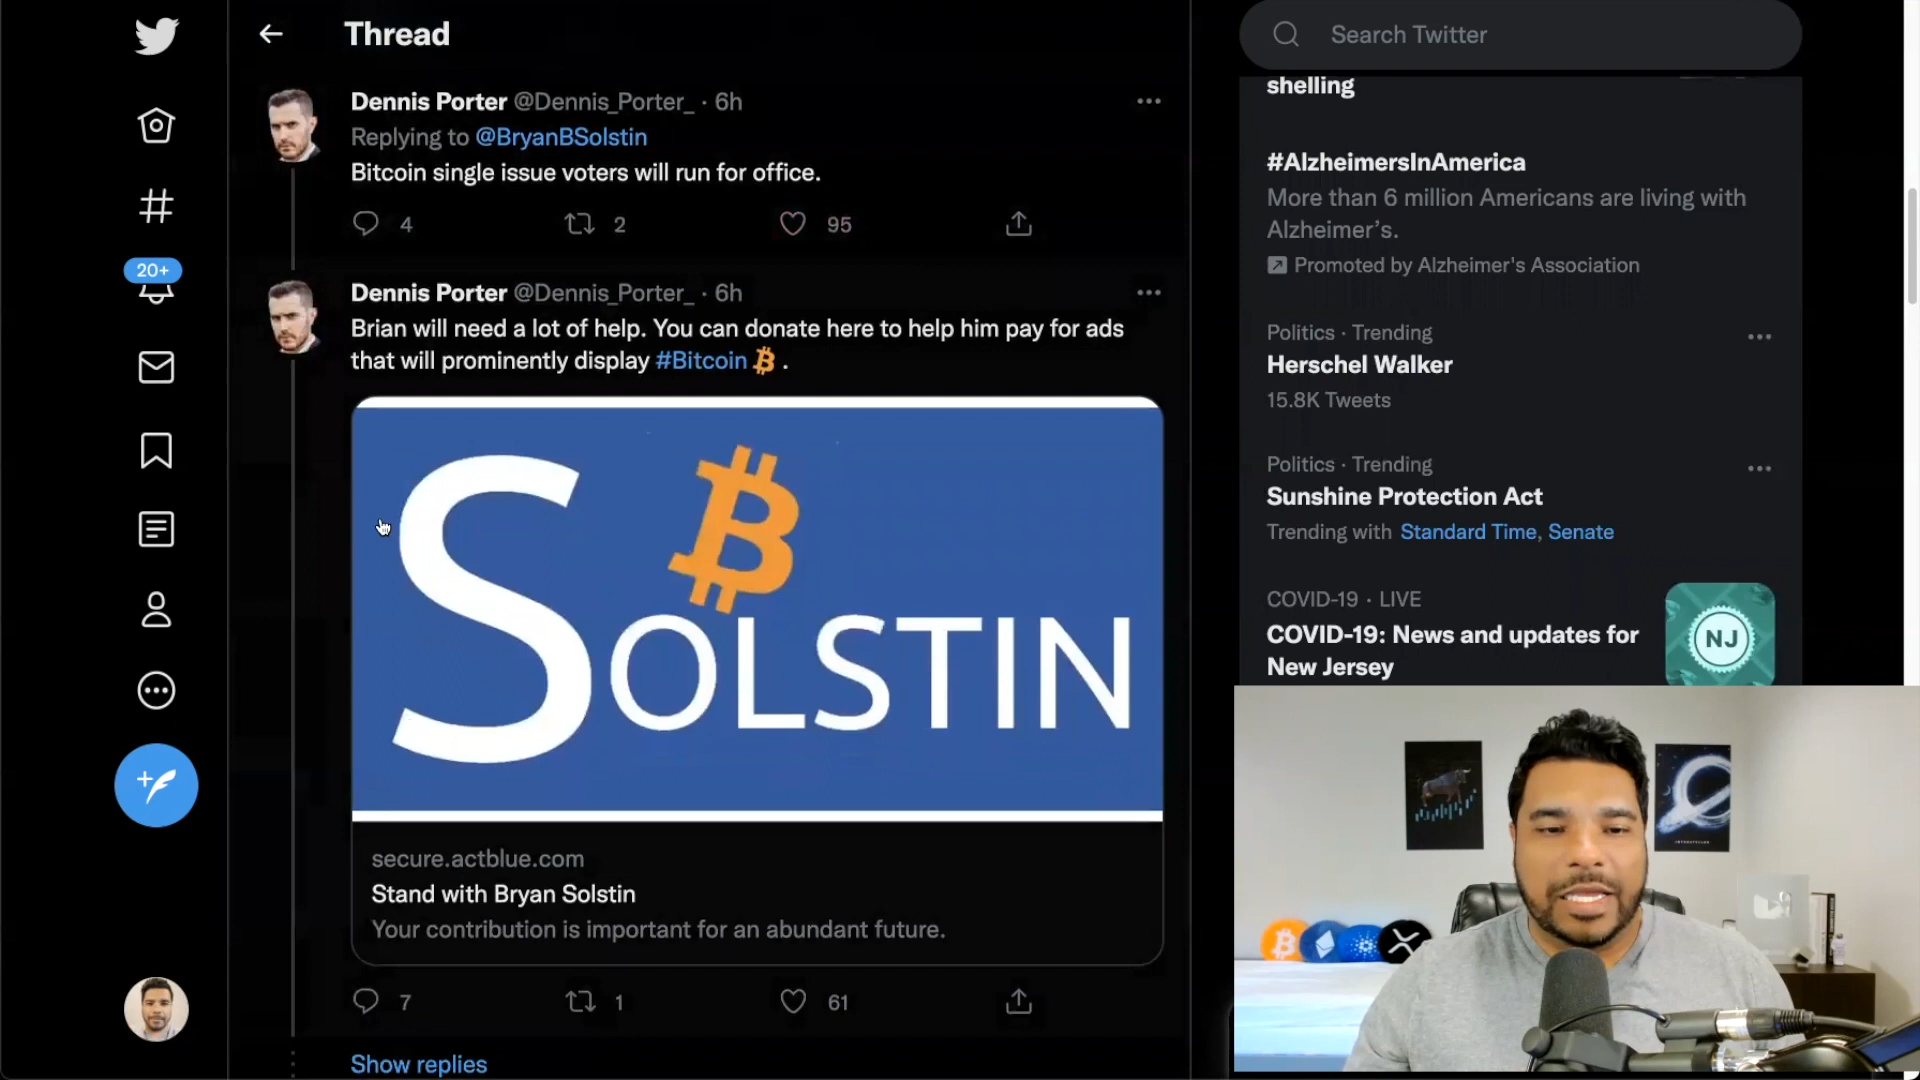 Thread
Dennis Porter @Dennis_Porter_ · 6h
Replying to @BryanBSolstin
Bitcoin single issue voters will run for office.
4 2 95
20+
Dennis Porter @Dennis_Porter_ · 6h
Brian will need a lot of help. You can donate here to help him pay for ads
that will prominently display #Bitcoin .
SOLSTIN
secure.actblue.com
Stand with Bryan Solstin
Your contribution is important for an abundant future.
7 1 61
Show replies
Search Twitter
shelling
#AlzheimersInAmerica
More than 6 million Americans are living with
Alzheimer's.
Promoted by Alzheimer's Association
Politics · Trending
Herschel Walker
15.8K Tweets
Politics · Trending
Sunshine Protection Act
Trending with Standard Time, Senate
COVID-19 · LIVE
COVID-19: News and updates for
New Jersey
NJ